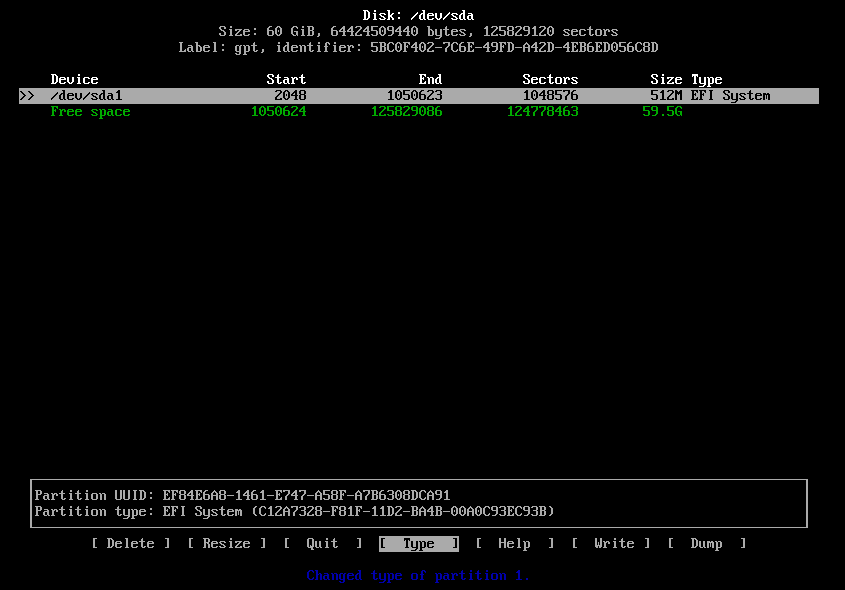 Disk: /dev/sda
Size: 60 GiB, 64424509440 bytes, 125829120 sectors
Label: gpt, identifier: 5BC0F402-7C6E-49FD-A42D-4EB6ED056C8D
Device Start End Sectors Size Type
>> /dev/sda1 2048 1050623 1048576 512M EFI System
Free space 1050624 125829086 124778463 59.5G
Partition UUID: EF84E6A8-1461-E747-A58F-A7B6308DCA91
Partition type: EFI System (C12A7328-F81F-11D2-BA4B-00A0C93EC93B)
[ Delete ] [ Resize ] [ Quit ] [ Type ] [ Help ] [ Write ] [ Dump ]
Changed type of partition 1.